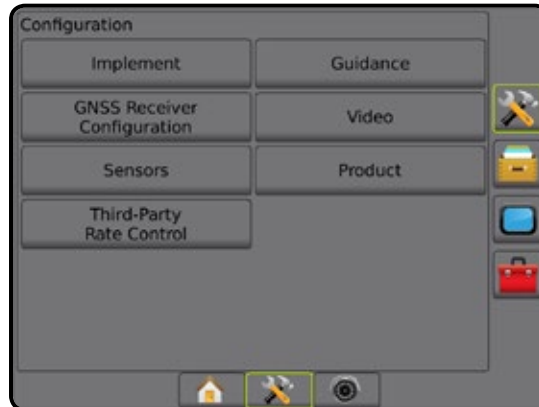 Configuration
Implement
Guidance
GNSS Receiver
Configuration
Video
Sensors
Product
Third-Party
Rate Control